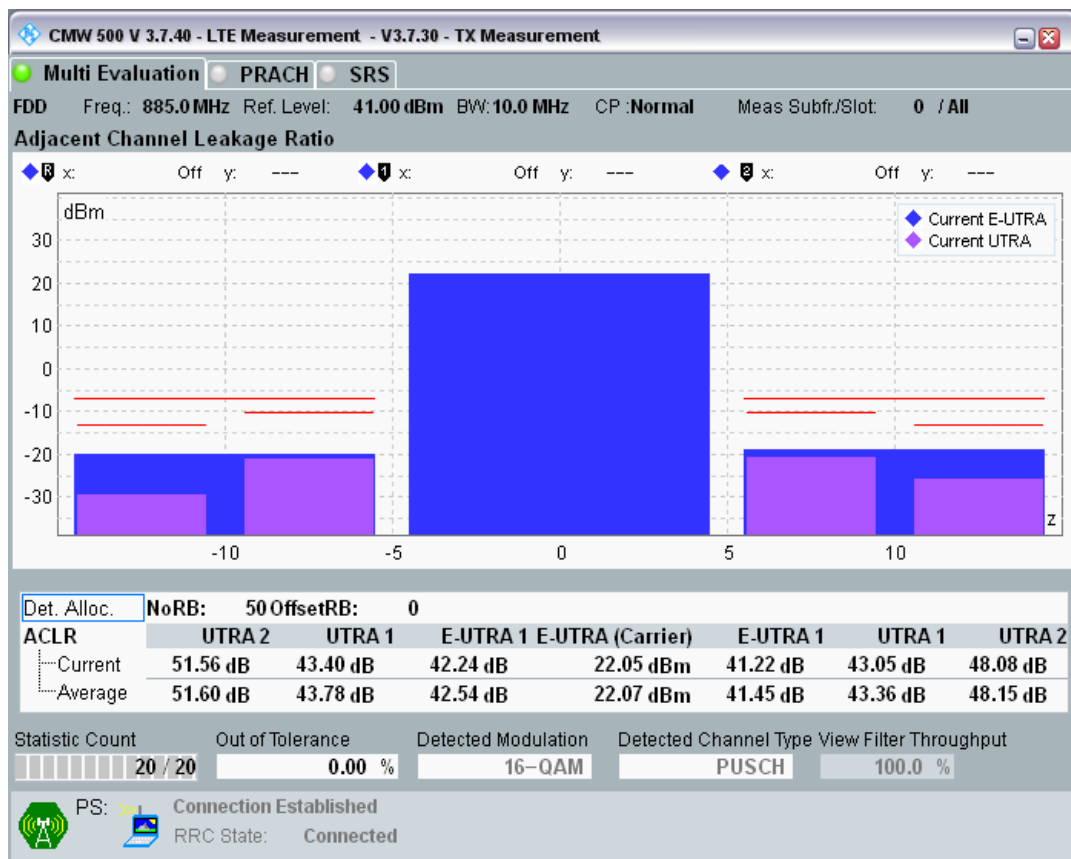 CMW 500 V 3.7.40 - LTE Measurement - V3.7.30 - TX Measurement
Multi Evaluation PRACH SRS
FDD Freq.: 885.0 MHz Ref. Level: 41.00 dBm BW: 10.0 MHz CP :Normal Meas Subfr./Slot: 0 / All
Adjacent Channel Leakage Ratio
R x: Off y: --- 1 x: Off y: --- 2 x: Off y: ---
dBm
Current E-UTRA
Current UTRA
30
20
10
0
-10
-20
-30
z
-10 -5 0 5 10
Det. Alloc. NoRB: 50 OffsetRB: 0
ACLR UTRA 2 UTRA 1 E-UTRA 1 E-UTRA (Carrier) E-UTRA 1 UTRA 1 UTRA 2
Current 51.56 dB 43.40 dB 42.24 dB 22.05 dBm 41.22 dB 43.05 dB 48.08 dB
Average 51.60 dB 43.78 dB 42.54 dB 22.07 dBm 41.45 dB 43.36 dB 48.15 dB
Statistic Count Out of Tolerance Detected Modulation Detected Channel Type View Filter Throughput
20 / 20 0.00 % 16-QAM PUSCH 100.0 %
PS: Connection Established
RRC State: Connected